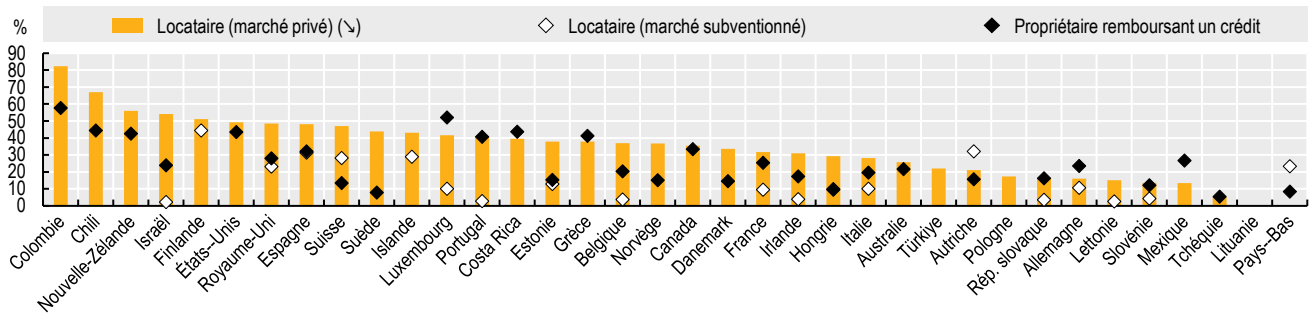 %
Locataire (marché privé) (↘)
Locataire (marché subventionné)
Propriétaire remboursant un crédit
90
80
70
60
50
40
30
20
10
0
Colombie
Chili
Nouvelle-Zélande
Israël
Finlande
États--Unis
Royaume-Uni
Espagne
Suisse
Suède
Islande
Luxembourg
Portugal
Costa Rica
Estonie
Grèce
Belgique
Norvège
Canada
Danemark
France
Irlande
Hongrie
Italie
Australie
Türkiye
Autriche
Pologne
Rép. slovaque
Allemagne
Lettonie
Slovénie
Mexique
Tchéquie
Lituanie
Pays--Bas